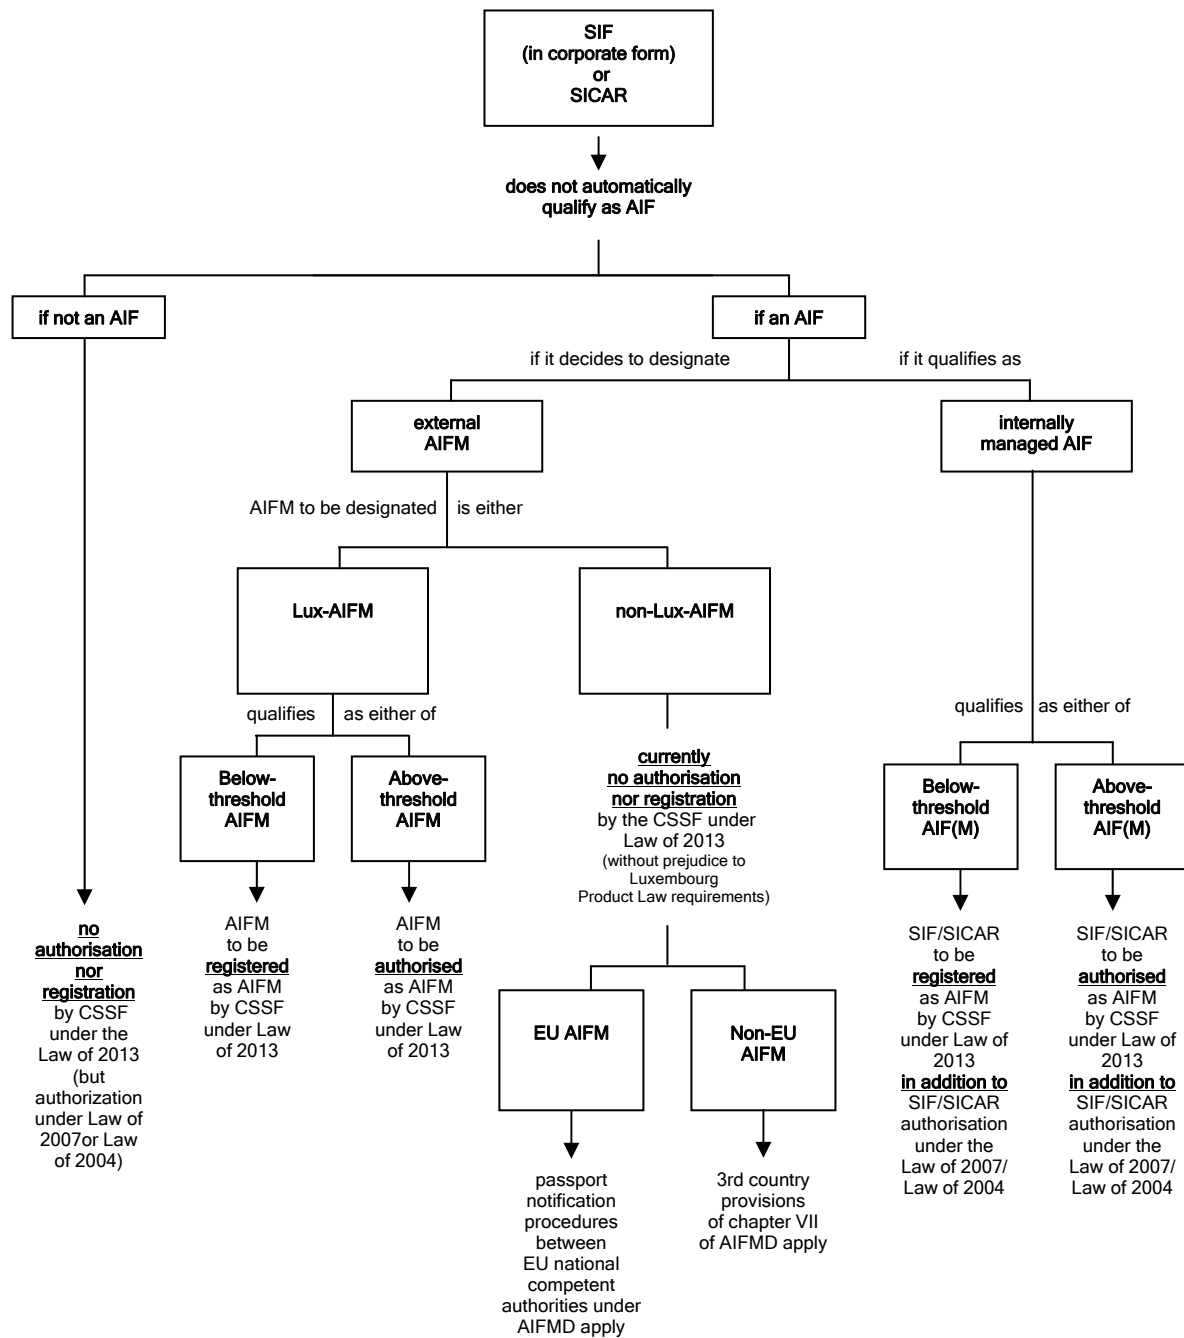 SIF
(in corporate form)
or
SICAR
does not automatically
qualify as AIF
if not an AIF
if an AIF
if it decides to designate
if it qualifies as
external
AIFM
internally
managed AIF
AIFM to be designated
is either
Lux-AIFM
non-Lux-AIFM
qualifies
as either of
qualifies
as either of
Below-
threshold
AIFM
Above-
threshold
AIFM
currently
no authorisation
nor registration
by the CSSF under
Law of 2013
(without prejudice to
Luxembourg
Product Law requirements)
Below-
threshold
AIF(M)
Above-
threshold
AIF(M)
no
authorisation
nor
registration
by CSSF
under the
Law of 2013
(but
authorization
under Law of
2007or Law
of 2004)
AIFM
to be
registered
as AIFM
by CSSF
under Law
of 2013
AIFM
to be
authorised
as AIFM
by CSSF
under Law
of 2013
EU AIFM
Non-EU
AIFM
passport
notification
procedures
between
EU national
competent
authorities under
AIFMD apply
3rd country
provisions
of chapter VII
of AIFMD apply
SIF/SICAR
to be
registered
as AIFM
by CSSF
under Law of
2013
in addition to
SIF/SICAR
authorisation
under the
Law of 2007/
Law of 2004
SIF/SICAR
to be
authorised
as AIFM
by CSSF
under Law of
2013
in addition to
SIF/SICAR
authorisation
under the
Law of 2007/
Law of 2004